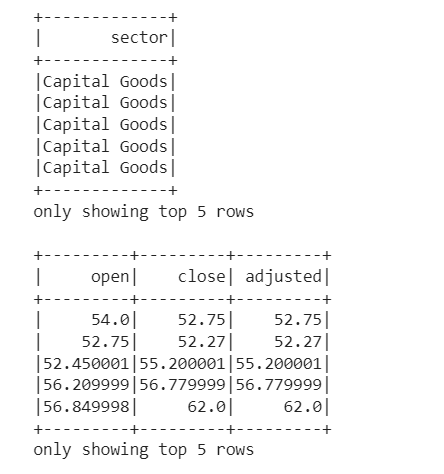 +-------------+
|       sector|
+-------------+
|Capital Goods|
|Capital Goods|
|Capital Goods|
|Capital Goods|
|Capital Goods|
+-------------+
only showing top 5 rows

+---------+---------+---------+
|     open|    close| adjusted|
+---------+---------+---------+
|     54.0|    52.75|    52.75|
|    52.75|    52.27|    52.27|
|52.450001|55.200001|55.200001|
|56.209999|56.779999|56.779999|
|56.849998|     62.0|     62.0|
+---------+---------+---------+
only showing top 5 rows